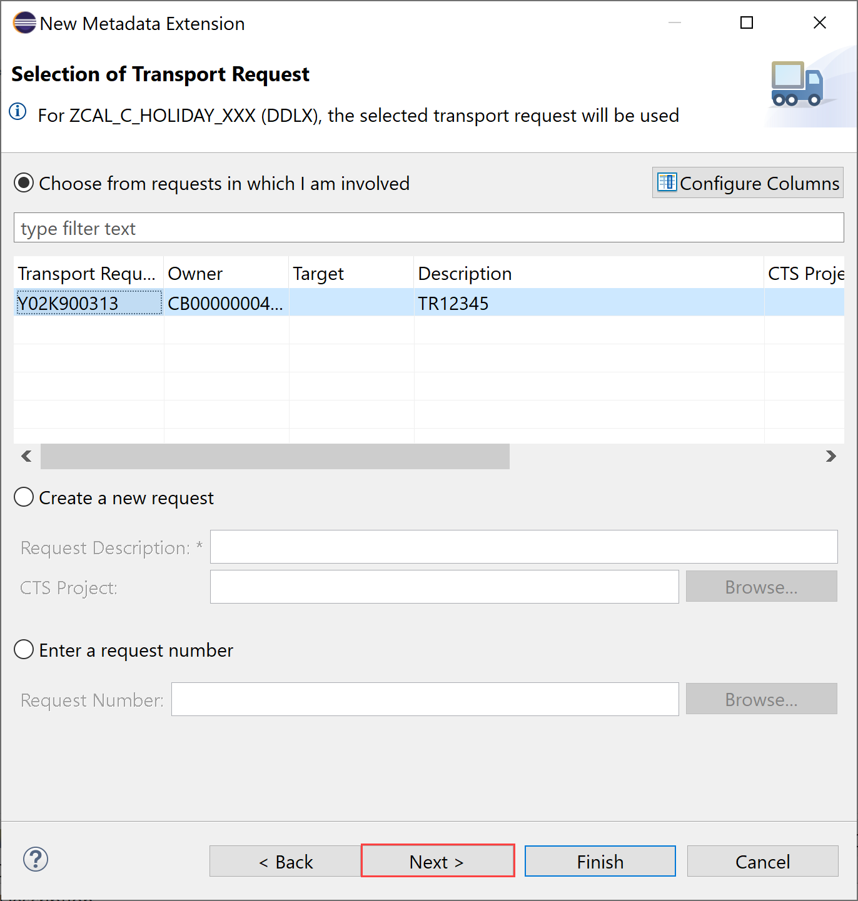 New Metadata Extension
Selection of Transport Request
For ZCAL_C_HOLIDAY_XXX (DDLX), the selected transport request will be used
Choose from requests in which I am involved
Configure Columns
type filter text
Transport Requ... Owner Target Description CTS Proje
Y02K900313 CB00000004... TR12345
Create a new request
Request Description: *
CTS Project: Browse...
Enter a request number
Request Number: Browse...
? < Back Next > Finish Cancel